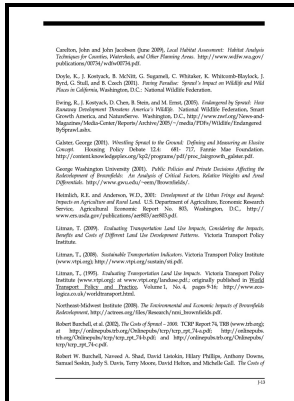 Carelton, John and John Jacobson (June 2009), Local Habitat Assessment: Habitat Analysis
Techniques for Counties, Watersheds, and Other Planning Areas. http://www.wdfw.wa.gov/
publications/00734/wdfw00734.pdf.
Doyle, K., J. Kostyack, B. McNitt, G. Sugameli, C. Whitaker, K. Whitcomb-Blaylock, J.
Byrd, G. Stull, and B. Czech (2001). Paving Paradise: Sprawl's Impact on Wildlife and Wild
Places in California, Washington, D.C.: National Wildlife Federation.
Ewing, R., J. Kostyack, D. Chen, B. Stein, and M. Ernst, (2005). Endangered by Sprawl: How
Runaway Development Threatens America's Wildlife. National Wildlife Federation, Smart
Growth America, and NatureServe. Washington, D.C., http://www.nwf.org/News-and-
Magazines/Media-Center/Reports/Archive/2005/~/media/PDFs/Wildlife/Endangered
BySprawl.ashx.
Galster, George (2001). Wrestling Sprawl to the Ground: Defining and Measuring an Elusive
Concept. Housing Policy Debate 12.4: 681- 717, Fannie Mae Foundation.
http://content.knowledgeplex.org/kp2/programs/pdf/proc_fairgrowth_galster.pdf.
George Washington University (2001). Public Policies and Private Decisions Affecting the
Redevelopment of Brownfields: An Analysis of Critical Factors, Relative Weights and Areal
Differentials. http://www.gwu.edu/~eem/Brownfields/.
Heimlich, R.E. and Anderson, W.D., 2001: Development at the Urban Fringe and Beyond:
Impacts on Agriculture and Rural Land. U.S. Department of Agriculture, Economic Research
Service, Agricultural Economic Report No. 803, Washington, D.C., http://
www.ers.usda.gov/publications/aer803/aer803.pdf.
Litman, T. (2009). Evaluating Transportation Land Use Impacts, Considering the Impacts,
Benefits and Costs of Different Land Use Development Patterns. Victoria Transport Policy
Institute.
Litman, T., (2008). Sustainable Transportation Indicators. Victoria Transport Policy Institute
(www.vtpi.org); http://www.vtpi.org/sustain/sti.pdf.
Litman, T., (1995). Evaluating Transportation Land Use Impacts. Victoria Transport Policy
Institute (www.vtpi.org); at www.vtpi.org/landuse.pdf,; originally published in World
Transport Policy and Practice, Volume 1, No. 4, pages 9-16; http://www.eco-
logica.co.uk/worldtransport.html.
Northeast-Midwest Institute (2008). The Environmental and Economic Impacts of Brownfields
Redevelopment, http://actrees.org/files/Research/nmi_brownfields.pdf.
Robert Burchell, et al (2002), The Costs of Sprawl – 2000, TCRP Report 74, TRB (www.trb.org);
at http://onlinepubs.trb.org/Onlinepubs/tcrp/tcrp_rpt_74-a.pdf; http://onlinepubs.
trb.org/Onlinepubs/tcrp/tcrp_rpt_74-b.pdf; and http://onlinepubs.trb.org/Onlinepubs/
tcrp/tcrp_rpt_74-c.pdf.
Robert W. Burchell, Naveed A. Shad, David Listokin, Hilary Phillips, Anthony Downs,
Samuel Seskin, Judy S. Davis, Terry Moore, David Helton, and Michelle Gall. The Costs of
J-13